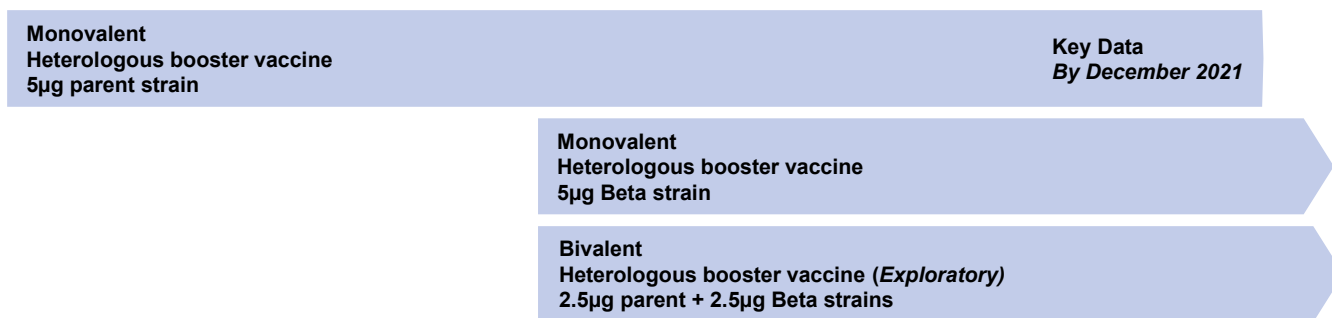 Monovalent
Heterologous booster vaccine
5µg parent strain
Key Data
By December 2021
Monovalent
Heterologous booster vaccine
5µg Beta strain
Bivalent
Heterologous booster vaccine (Exploratory)
2.5µg parent + 2.5µg Beta strains